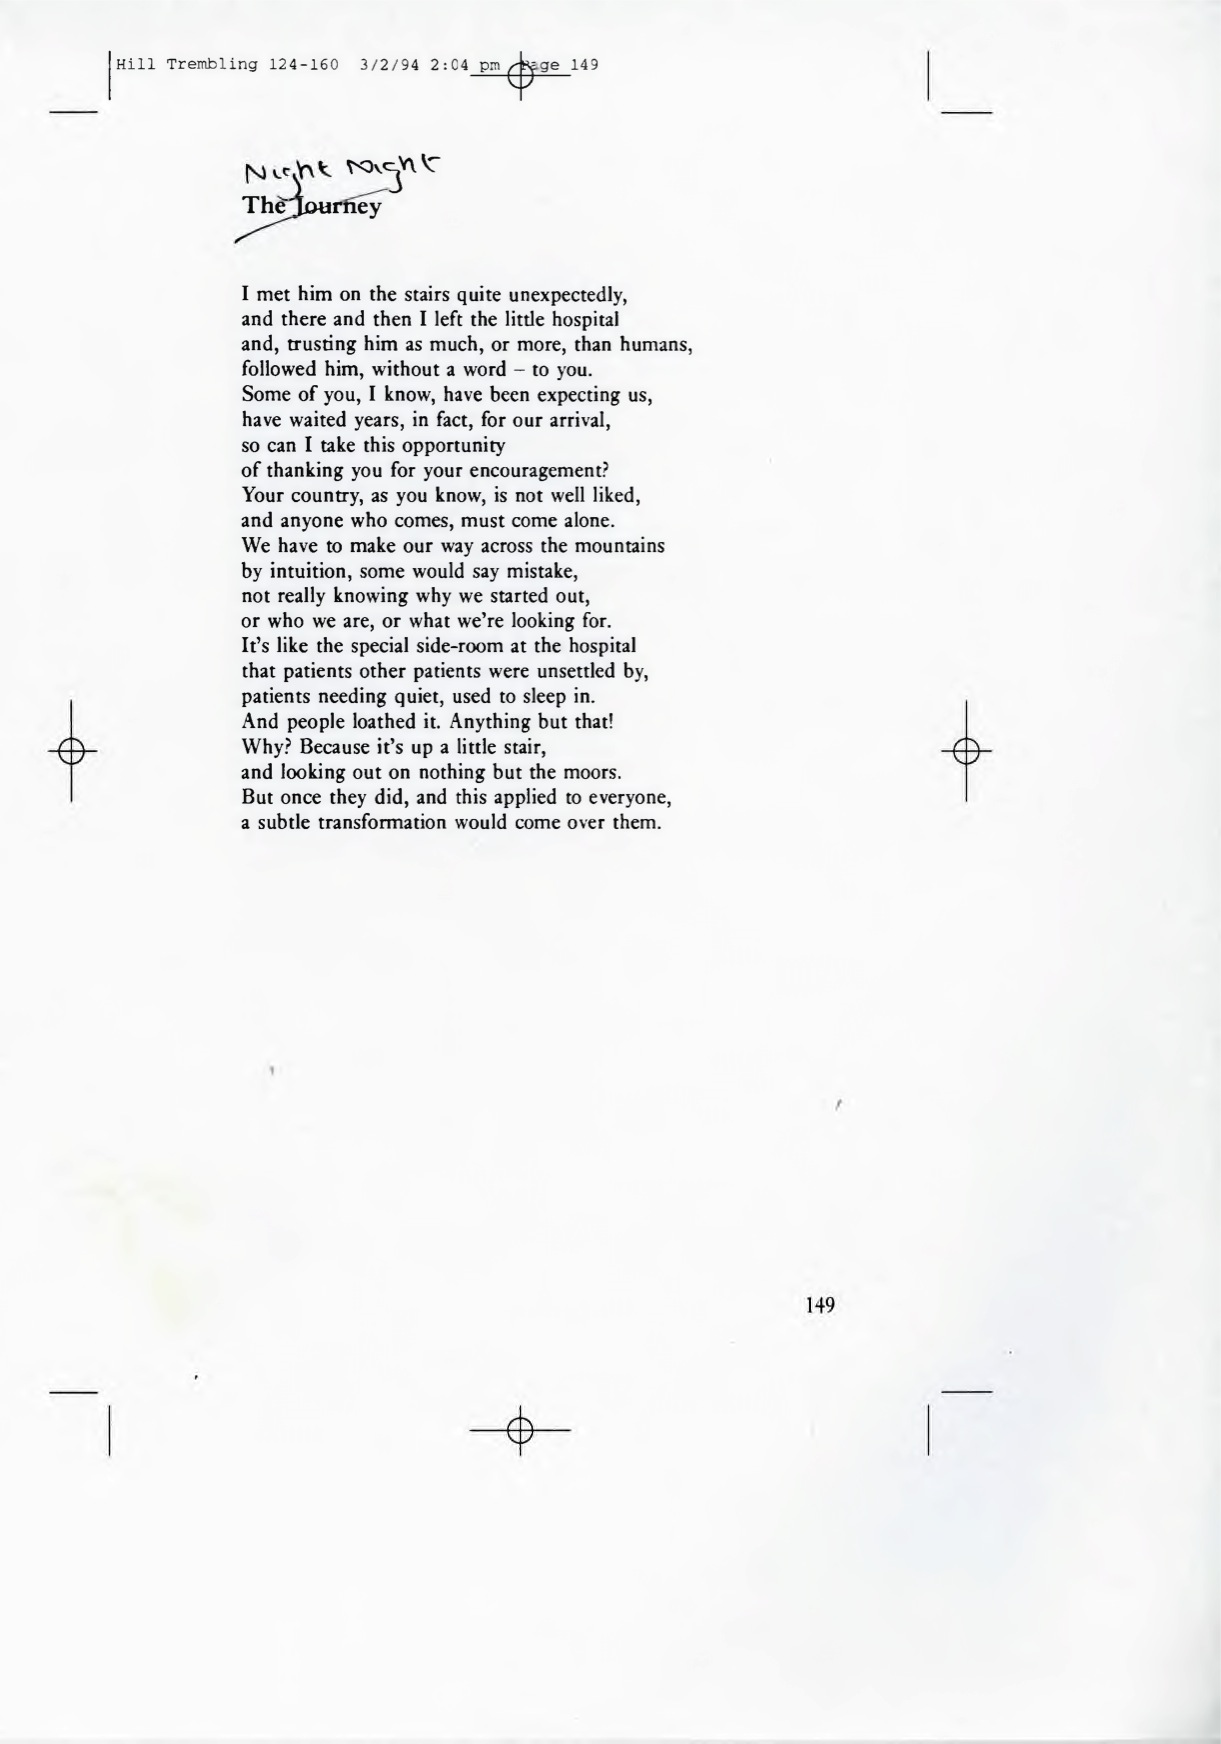 Hill Trembling 124-160 3/2/94 2:04 pm Page 149
Night Night
The Journey
I met him on the stairs quite unexpectedly,
and there and then I left the little hospital
and, trusting him as much, or more, than humans,
followed him, without a word – to you.
Some of you, I know, have been expecting us,
have waited years, in fact, for our arrival,
so can I take this opportunity
of thanking you for your encouragement?
Your country, as you know, is not well liked,
and anyone who comes, must come alone.
We have to make our way across the mountains
by intuition, some would say mistake,
not really knowing why we started out,
or who we are, or what we're looking for.
It's like the special side-room at the hospital
that patients other patients were unsettled by,
patients needing quiet, used to sleep in.
And people loathed it. Anything but that!
Why? Because it's up a little stair,
and looking out on nothing but the moors.
But once they did, and this applied to everyone,
a subtle transformation would come over them.
149